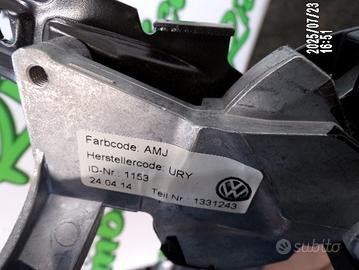 2025/07/23
16:51
Farbcode: AMJ
Herstellercode: URY
ID-Nr.: 1153
24 04 14 Teil Nr 1331243
subito